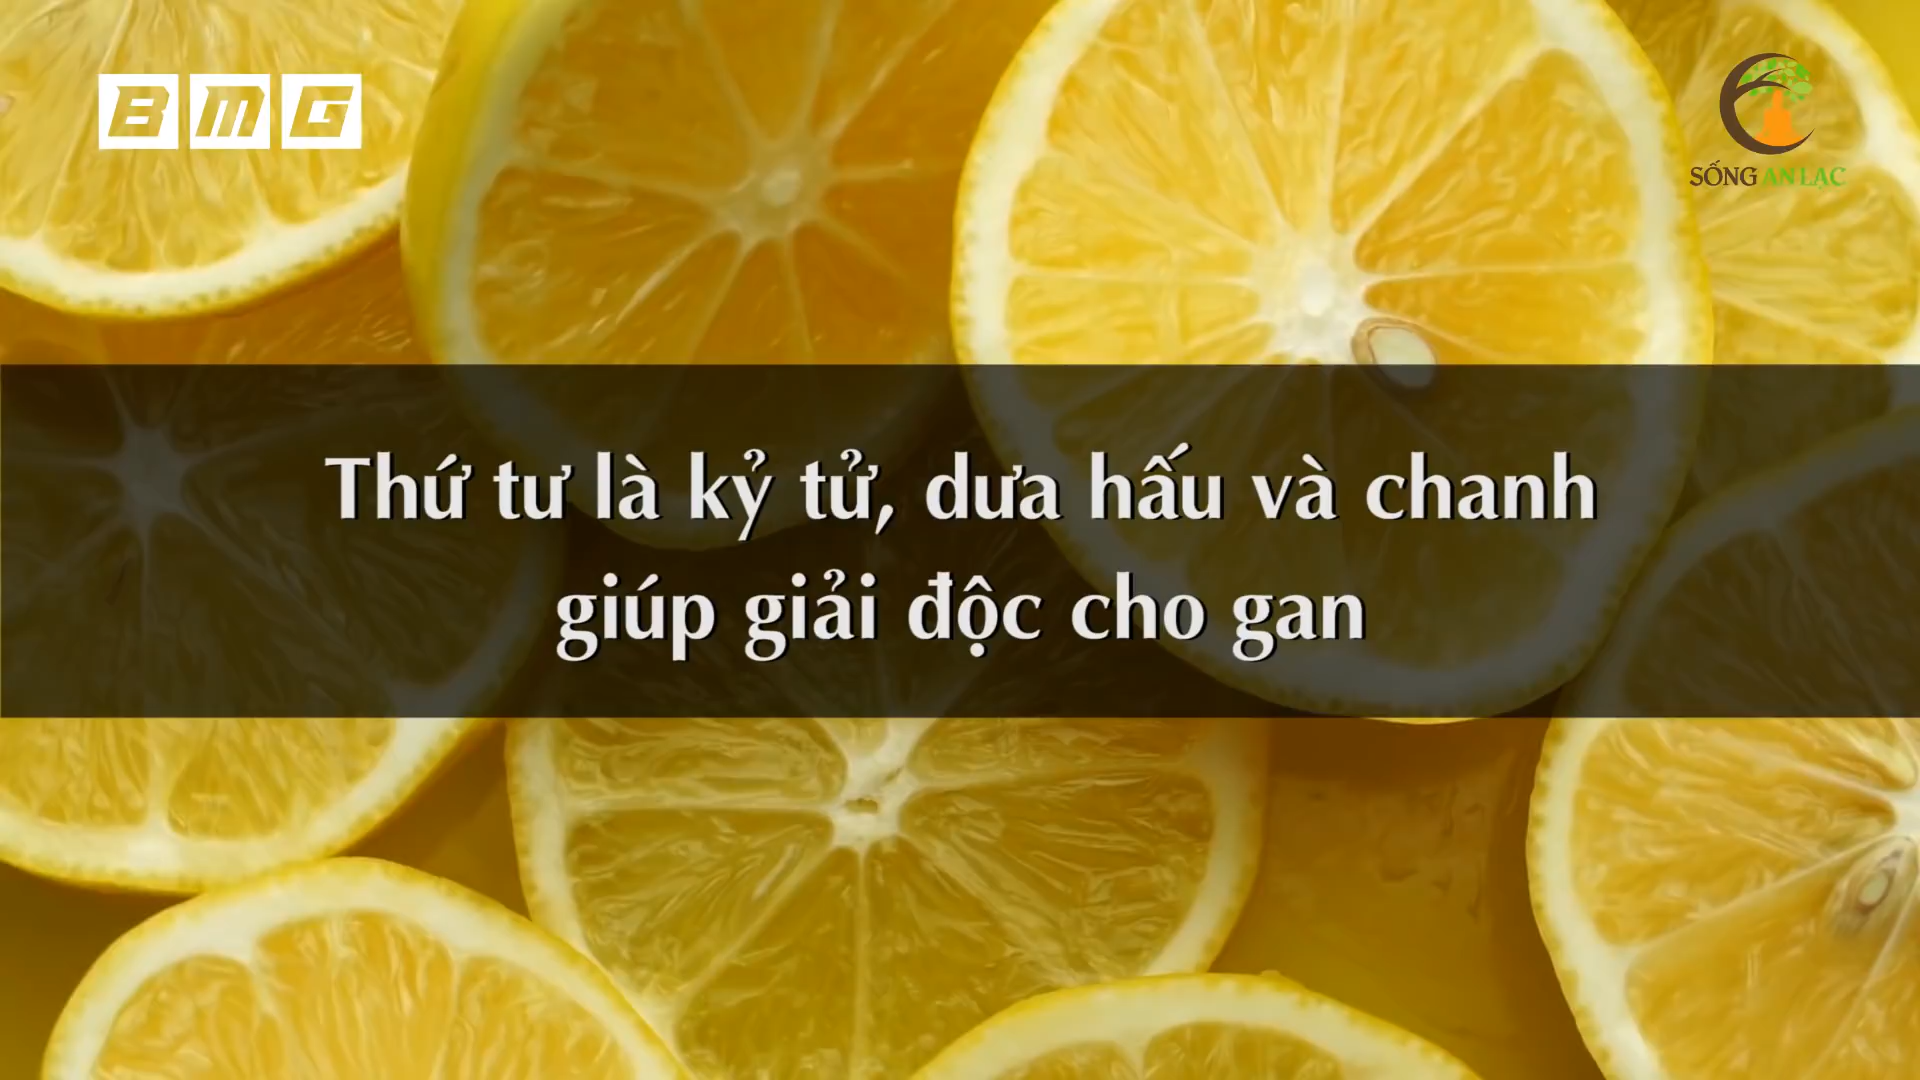 BMG
SỐNG AN LẠC
Thứ tư là kỷ tử, dưa hấu và chanh
giúp giải độc cho gan